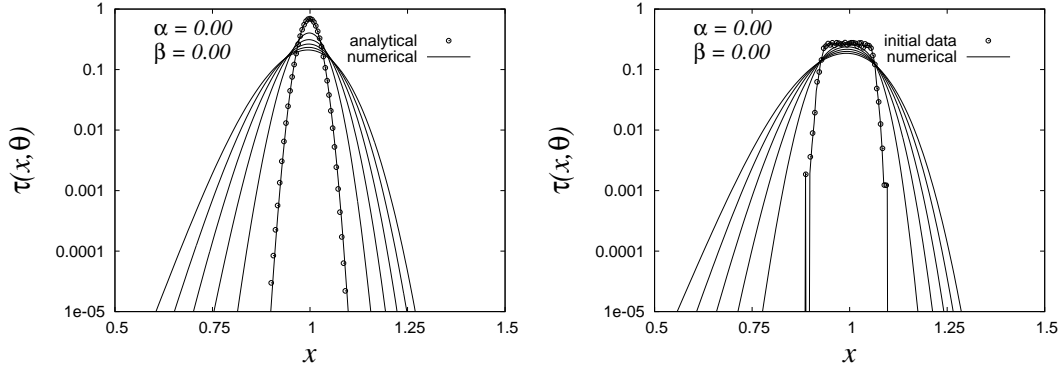 α = 0.00
β = 0.00
analytical
numerical
1
0.1
0.01
0.001
0.0001
1e-05
0.5
0.75
1
1.25
1.5
τ(x,θ)
x
α = 0.00
β = 0.00
initial data
numerical
1
0.1
0.01
0.001
0.0001
1e-05
0.5
0.75
1
1.25
1.5
τ(x,θ)
x